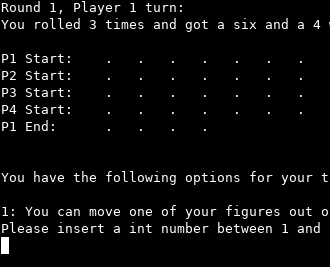 Round 1, Player 1 turn:
You rolled 3 times and got a six and a 4
P1 Start: . . . . . . .
P2 Start: . . . . . . .
P3 Start: . . . . . . .
P4 Start: . . . . . . .
P1 End: . . . .
You have the following options for your
1: You can move one of your figures out
Please insert a int number between 1 and